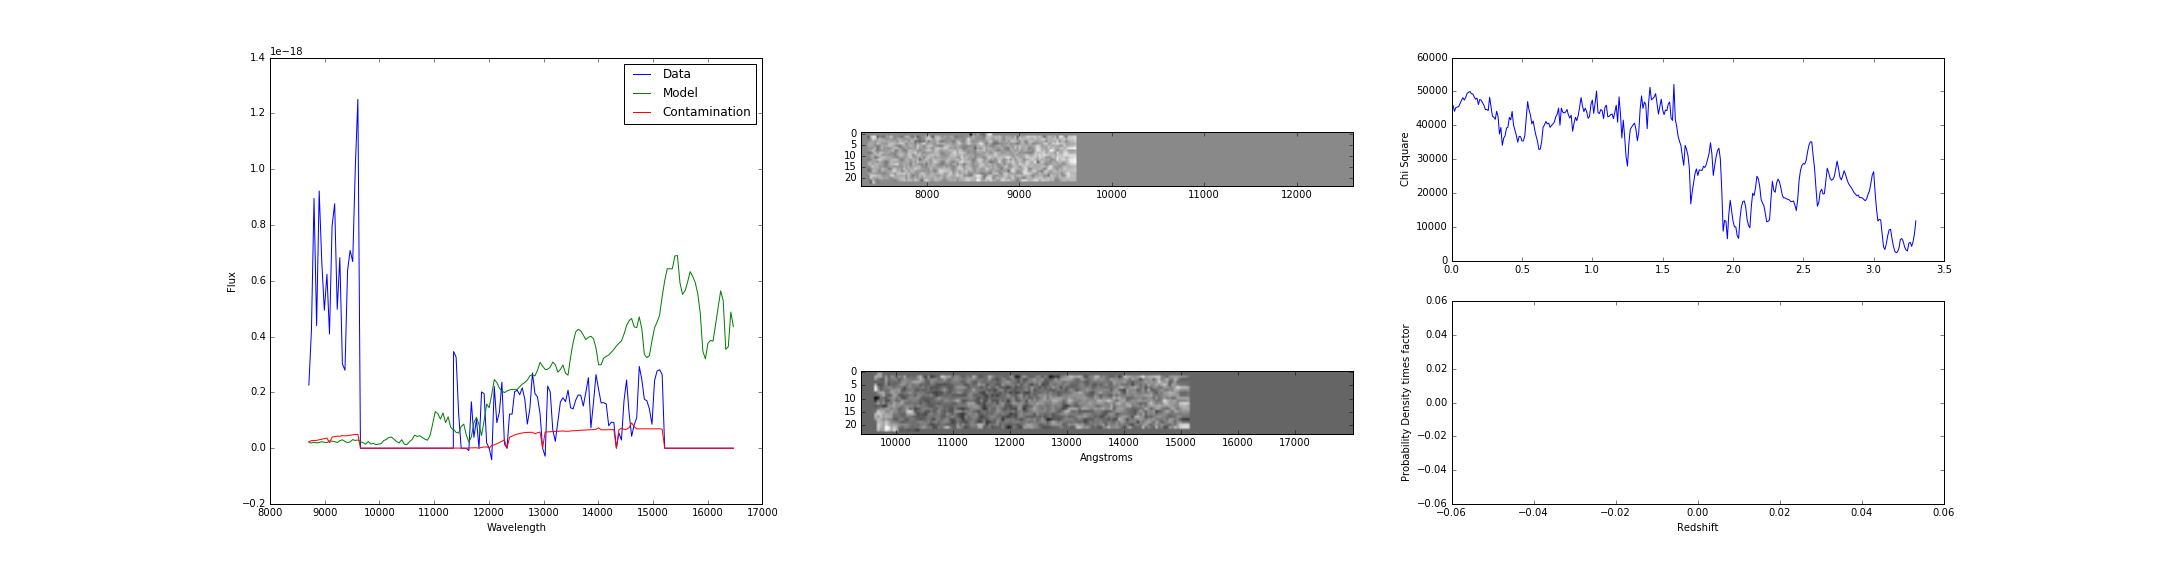 1e−18
1.4
1.2
1.0
0.8
0.6
0.4
0.2
0.0
−0.2
Flux
8000 9000 10000 11000 12000 13000 14000 15000 16000 17000
Wavelength
Data
Model
Contamination
0
5
10
15
20
8000 9000 10000 11000 12000
0
5
10
15
20
10000 11000 12000 13000 14000 15000 16000 17000
Angstroms
60000
50000
40000
30000
20000
10000
0
Chi Square
0.0 0.5 1.0 1.5 2.0 2.5 3.0 3.5
0.06
0.04
0.02
0.00
−0.02
−0.04
−0.06
Probability Density times factor
−0.06 −0.04 −0.02 0.00 0.02 0.04 0.06
Redshift